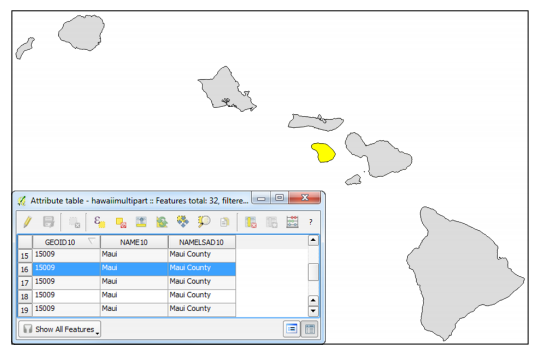 Attribute table - hawaiimultipart :: Features total: 32, filtere...
?
GEOID10 NAME10 NAMELSAD10
15 15009 Maui Maui County
16 15009 Maui Maui County
17 15009 Maui Maui County
18 15009 Maui Maui County
19 15009 Maui Maui County
Show All Features